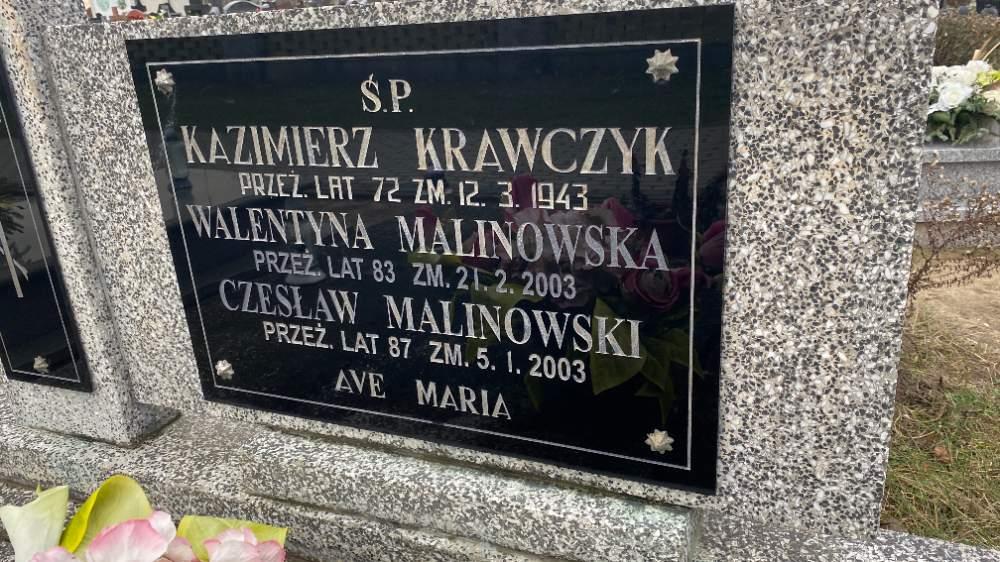 Ś.P.
KAZIMIERZ KRAWCZYK
PRZEŻ. LAT 72 ZM. 12. 3. 1943
WALENTYNA MALINOWSKA
PRZEŻ. LAT 83 ZM. 21. 2. 2003
CZESŁAW MALINOWSKI
PRZEŻ. LAT 87 ZM. 5. 1. 2003
AVE MARIA